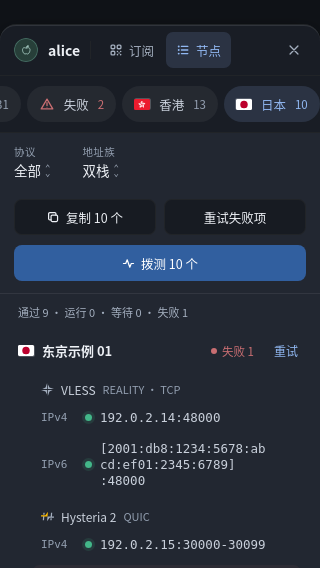 alice 订阅 节点
31 失败 2 香港 13 日本 10
协议 地址族
全部 双栈
复制 10 个 重试失败项
拨测 10 个
通过 9 · 运行 0 · 等待 0 · 失败 1
东京示例 01 失败 1 重试
VLESS REALITY · TCP
IPv4 192.0.2.14:48000
[2001:db8:1234:5678:ab
IPv6 cd:ef01:2345:6789]
:48000
Hysteria 2 QUIC
IPv4 192.0.2.15:30000-30099